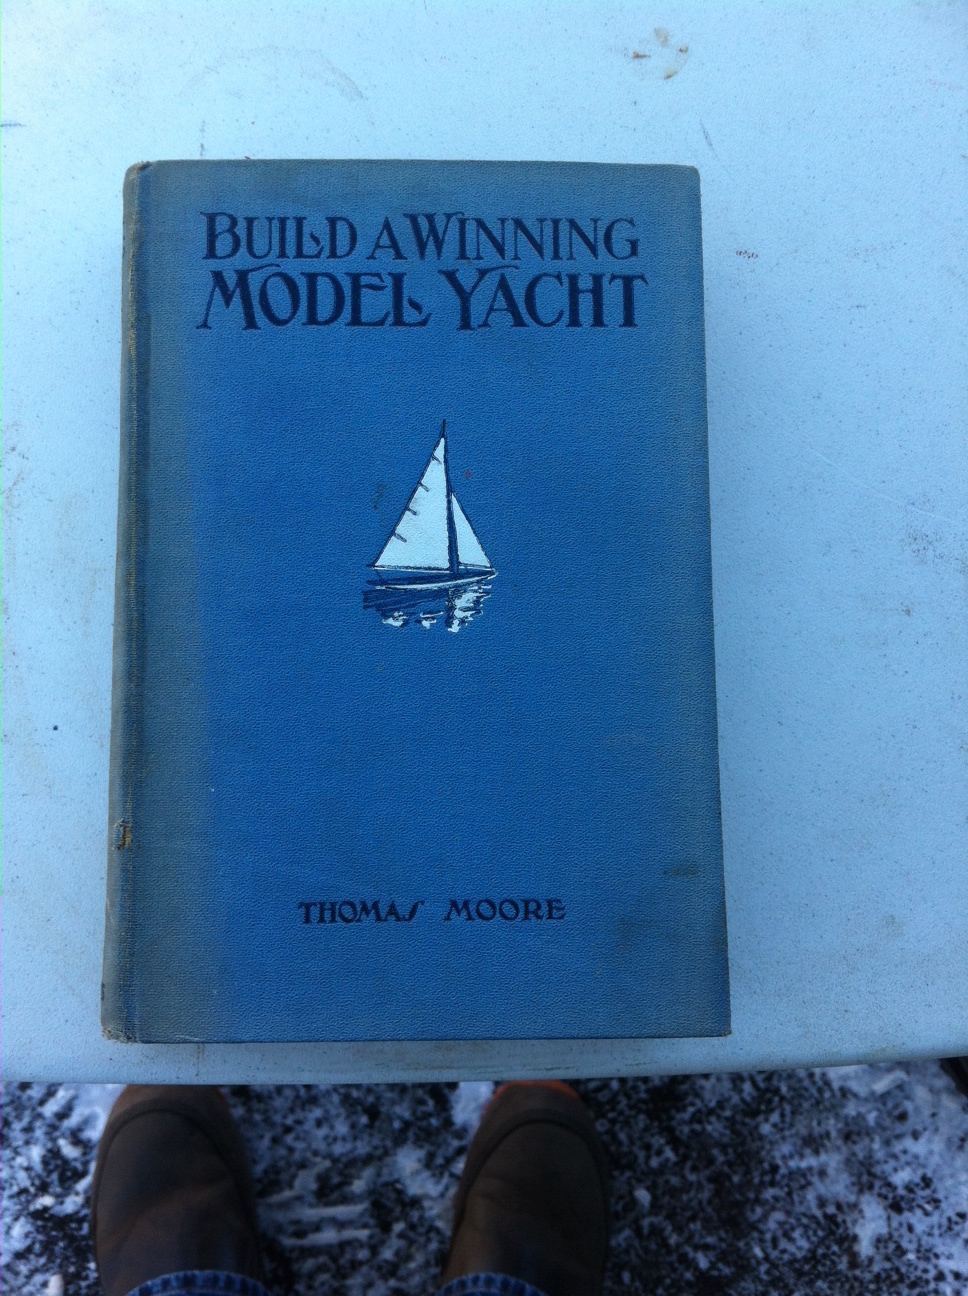 BUILD A WINNING
MODEL YACHT
THOMAS MOORE